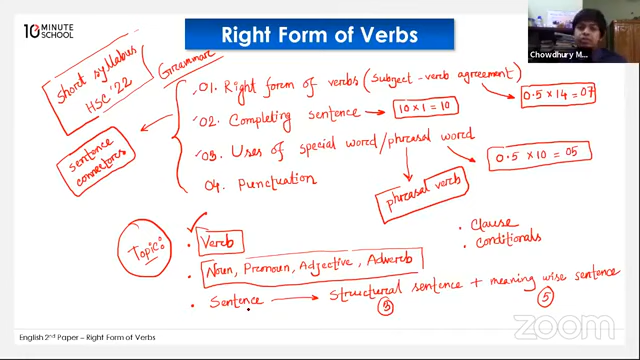 10 MINUTE SCHOOL
Right Form of Verbs
Chowdhury M...
Short syllabus
HSC '22
Grammar
01. Right form of verbs (subject-verb agreement)
0.5 × 14 = 07
02. Completing sentence → 10 × 1 = 10
03. Uses of special word/phrasal word
0.5 × 10 = 05
phrasal verb
04. Punctuation
sentence connectors
Topic:
• Verb
• Noun, Pronoun, Adjective, Adverb
• Sentence → Structural sentence + meaning wise sentence
5
• Clause
• Conditionals
English 2nd Paper – Right Form of Verbs
zoom